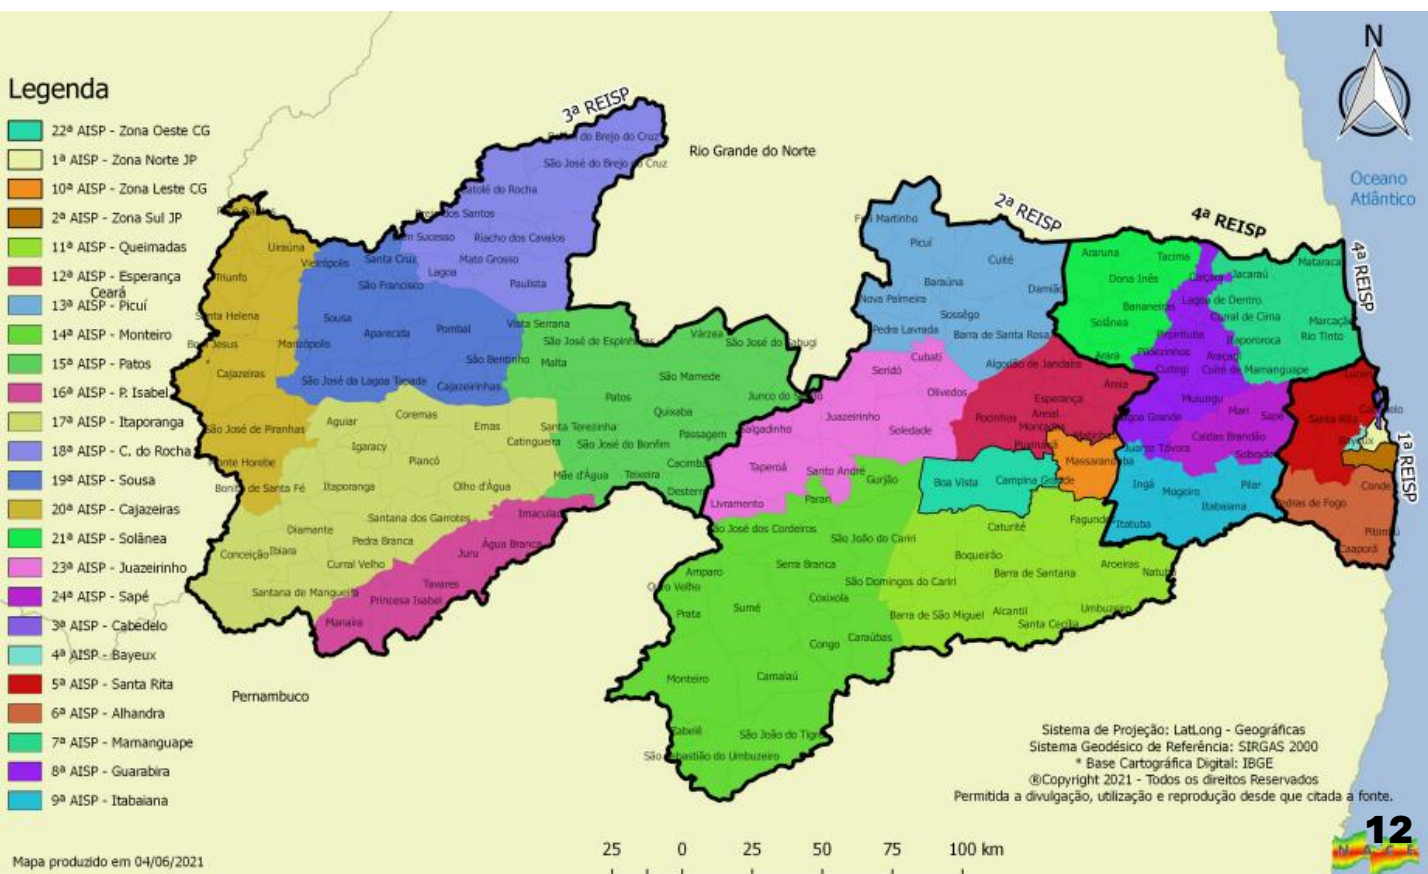 Legenda
22ª AISP - Zona Oeste CG
1ª AISP - Zona Norte JP
10ª AISP - Zona Leste CG
2ª AISP - Zona Sul JP
11ª AISP - Queimadas
12ª AISP - Esperança
Ceará
13ª AISP - Picuí
14ª AISP - Monteiro
15ª AISP - Patos
16ª AISP - P. Isabel
17ª AISP - Itaporanga
18ª AISP - C. do Rocha
19ª AISP - Sousa
20ª AISP - Cajazeiras
21ª AISP - Solânea
23ª AISP - Juazeirinho
24ª AISP - Sapé
3ª AISP - Cabedelo
4ª AISP - Bayeux
5ª AISP - Santa Rita
6ª AISP - Alhandra
7ª AISP - Mamanguape
8ª AISP - Guarabira
9ª AISP - Itabaiana
Mapa produzido em 04/06/2021
3ª REISP
Rio Grande do Norte
2ª REISP
4ª REISP
4ª REISP
1ª REISP
N
Oceano
Atlântico
Pernambuco
do Brejo do Cruz
São José do Brejo do Cruz
Riacho dos Cavalos
Mato Grosso
Lagoa
Paulista
Uiraúna
Vieirópolis
Santa Cruz
São Francisco
Triunfo
Santa Helena
Sousa
Aparecida
Pombal
Marizópolis
São Bentinho
Cajazeiras
São José da Lagoa Tapada
Cajazeirinhas
São José de Piranhas
Monte Horebe
Bonito de Santa Fé
Vista Serrana
São José de Espinharas
Malta
Várzea
São José do Sabugi
São Mamede
Patos
Quixaba
Junco do Seridó
Santa Terezinha
São José do Bonfim
Passagem
Cacimba
Catingueira
Mãe d'Água
Teixeira
Desterro
Aguiar
Coremas
Emas
Igaracy
Piancó
Itaporanga
Olho d'Água
Santana dos Garrotes
Diamante
Pedra Branca
Conceição
Ibiara
Curral Velho
Santana de Mangueira
Imaculada
Água Branca
Juru
Tavares
Princesa Isabel
Manaíra
Frei Martinho
Picuí
Cuité
Baraúna
Damião
Nova Palmeira
Sossêgo
Pedra Lavrada
Barra de Santa Rosa
Cubati
Seridó
Olivedos
Juazeirinho
Salgadinho
Soledade
Taperoá
Santo André
Livramento
Algodão de Jandaíra
Areia
Esperança
Pocinhos
Areial
Massaranduba
Boa Vista
Campina Grande
Gurjão
São José dos Cordeiros
São João do Cariri
Serra Branca
Amparo
Ouro Velho
Prata
Sumé
Coxixola
São Domingos do Cariri
Congo
Caraúbas
Monteiro
Camalaú
Zabelê
São João do Tigre
São Sebastião do Umbuzeiro
Caturité
Boqueirão
Barra de Santana
Aroeiras
Natuba
Barra de São Miguel
Alcantil
Umbuzeiro
Santa Cecília
Araruna
Tacima
Dona Inês
Bananeiras
Solânea
Arara
Jacaraú
Mataraca
Lagoa de Dentro
Curral de Cima
Marcação
Itapororoca
Rio Tinto
Pirpirituba
Pilõezinhos
Araçagi
Cuitegi
Cuité de Mamanguape
Mulungu
Mari
Sapé
Caldas Brandão
Sobrado
Juarez Távora
Ingá
Mogeiro
Pilar
Itabaiana
Itatuba
Lucena
Santa Rita
Bayeux
Conde
Pedras de Fogo
Caaporã
Sistema de Projeção: LatLong - Geográficas
Sistema Geodésico de Referência: SIRGAS 2000
* Base Cartográfica Digital: IBGE
®Copyright 2021 - Todos os direitos Reservados
Permitida a divulgação, utilização e reprodução desde que citada a fonte.
25 0 25 50 75 100 km
12